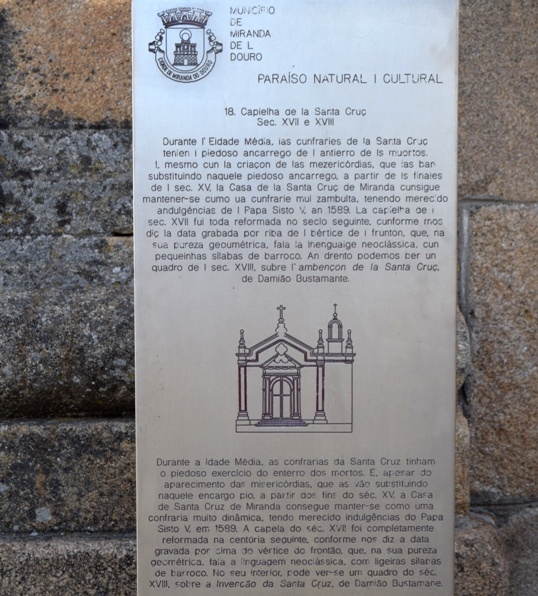 MUNCÍPIO
DE
MIRANDA
DE L
DOURO
CIDADE DE MIRANDA DO DOURO
PARAÍSO NATURAL I CULTURAL
18. Capielha de la Santa Cruç
Sec. XVII e XVIII
Durante l' Eidade Média, las cunfraries de la Santa Cruç
tenien l piedoso ancarrego de l antierro de ls muortos.
I, mesmo cun la criaçon de las mezericórdias, que las ban
substituindo naquele piedoso ancarrego, a partir de ls finales
de l sec. XV, la Casa de la Santa Cruç de Miranda cunsigue
mantener-se cumo ua cunfrarie mui zambulta, tenendo merecido
andulgéncias de l Papa Sisto V, an 1589. La capielha de l
sec. XVII fui toda reformada no seclo seguinte, cunforme mos
diç la data grabada por riba de l bértice de l frunton, que, na
sua pureza geoumétrica, fala la lhenguaige neoclássica, cun
pequeinhas sílabas de barroco. An drento podemos ber un
quadro de l sec. XVIII, subre l' ambençon de la Santa Cruç,
de Damião Bustamante.
Durante a Idade Média, as confrarias da Santa Cruz tinham
o piedoso exercício do enterro dos mortos. E, apesar do
aparecimento das misericórdias, que as vão substituindo
naquele encargo pio, a partir dos fins do séc. XV, a Casa
de Santa Cruz de Miranda consegue manter-se como uma
confraria muito dinâmica, tendo merecido indulgências do Papa
Sisto V, em 1589. A capela do séc. XVII foi completamente
reformada na centúria seguinte, conforme nos diz a data
gravada por cima do vértice do frontão, que, na sua pureza
geométrica, fala a linguagem neoclássica, com ligeiras sílabas
de barroco. No seu interior, pode ver-se um quadro do séc.
XVIII, sobre a Invenção da Santa Cruz, de Damião Bustamante.